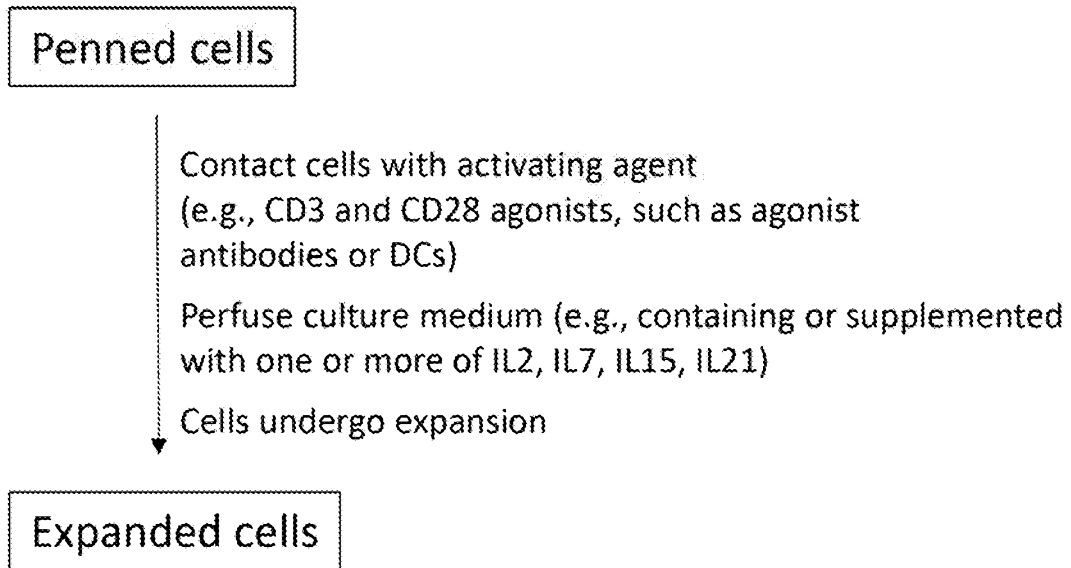 Penned cells
Contact cells with activating agent
(e.g., CD3 and CD28 agonists, such as agonist
antibodies or DCs)
Perfuse culture medium (e.g., containing or supplemented
with one or more of IL2, IL7, IL15, IL21)
Cells undergo expansion
Expanded cells